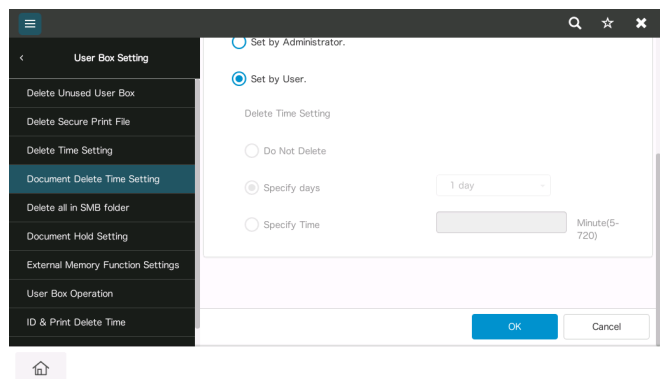 User Box Setting
Delete Unused User Box
Delete Secure Print File
Delete Time Setting
Document Delete Time Setting
Delete all in SMB folder
Document Hold Setting
External Memory Function Settings
User Box Operation
ID & Print Delete Time
Set by Administrator.
Set by User.
Delete Time Setting
Do Not Delete
Specify days
1 day
Specify Time
Minute(5-
720)
OK
Cancel